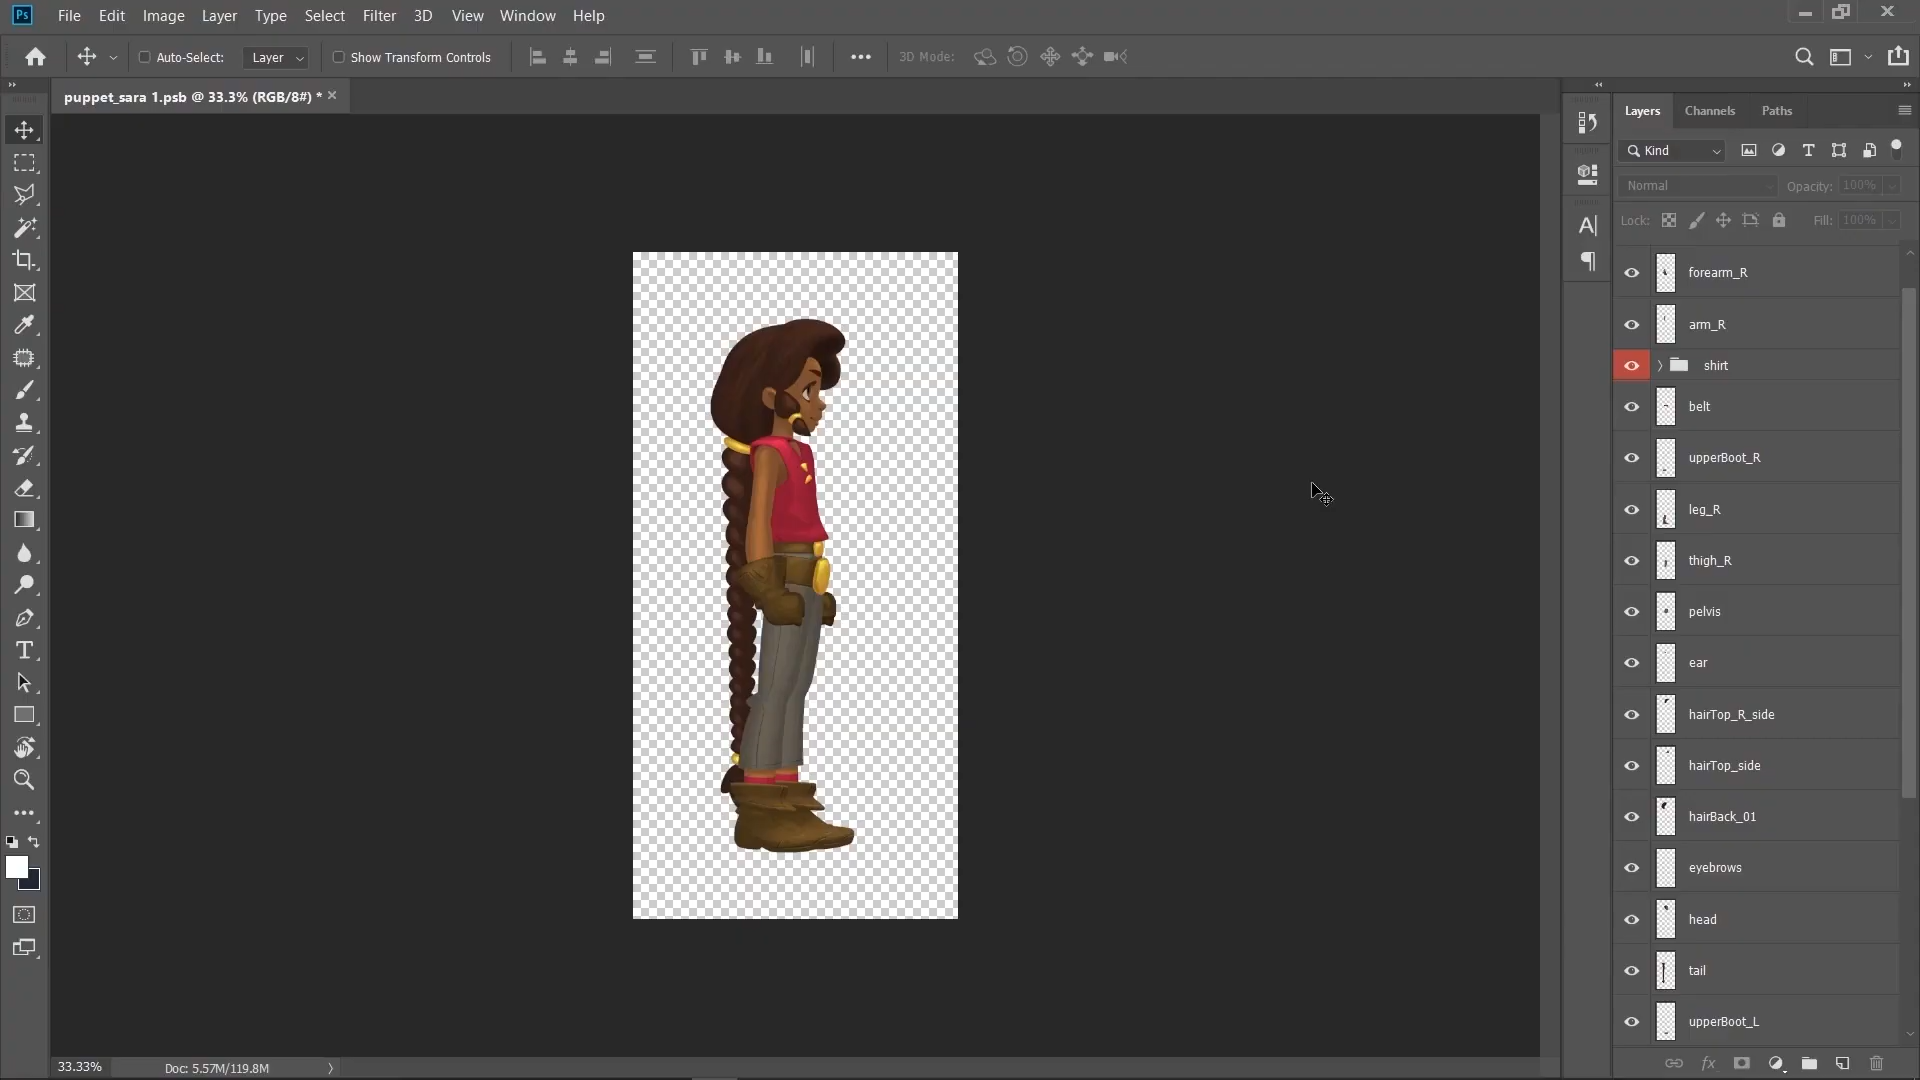 Ps File Edit Image Layer Type Select Filter 3D View Window Help
Auto-Select: Layer Show Transform Controls 3D Mode:
puppet_sara 1.psb @ 33.3% (RGB/8#) *
Layers Channels Paths
Kind
Normal Opacity: 100%
Lock: Fill: 100%
forearm_R
arm_R
shirt
belt
upperBoot_R
leg_R
thigh_R
pelvis
ear
hairTop_R_side
hairTop_side
hairBack_01
eyebrows
head
tail
upperBoot_L
33.33% Doc: 5.57M/119.8M